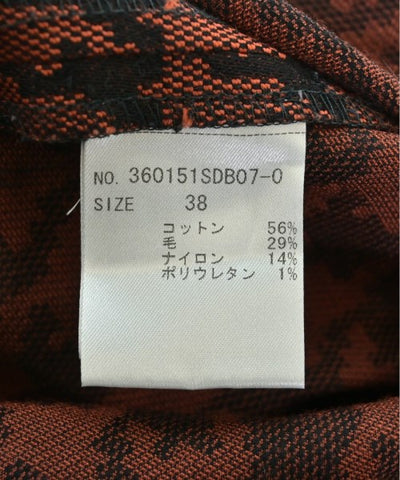 NO. 360151SDB07-0
SIZE 38
コットン 56%
毛 29%
ナイロン 14%
ポリウレタン 1%